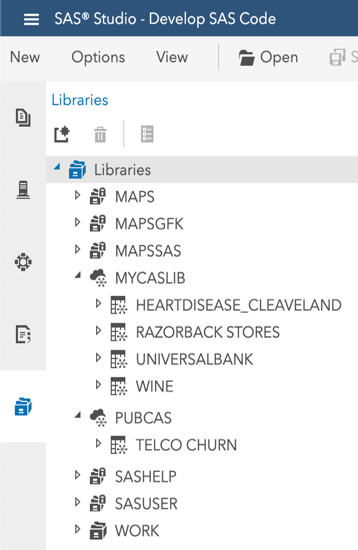 SAS® Studio - Develop SAS Code
New Options View Open S
Libraries
Libraries
MAPS
MAPSGFK
MAPSSAS
MYCASLIB
HEARTDISEASE_CLEAVELAND
RAZORBACK STORES
UNIVERSALBANK
WINE
PUBCAS
TELCO CHURN
SASHELP
SASUSER
WORK